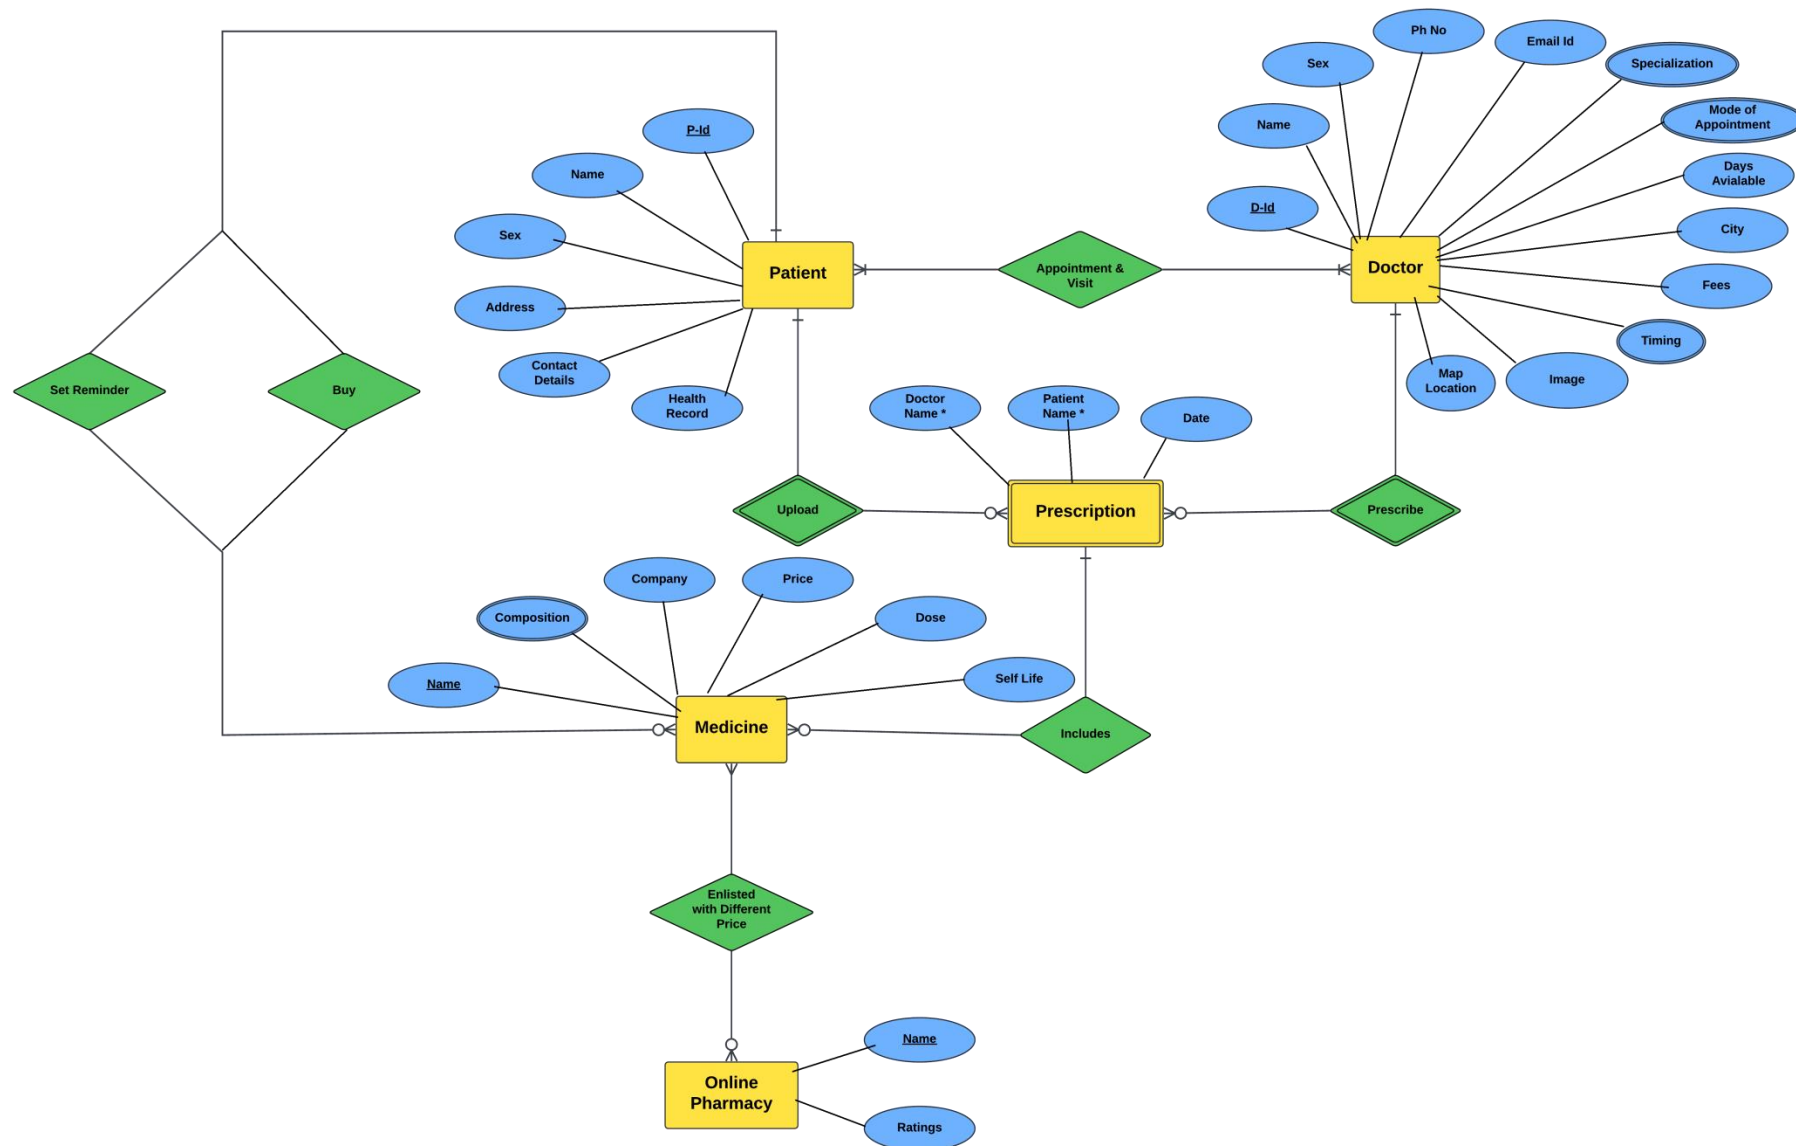 Ph No
Email Id
Sex
Specialization
Mode of
Appointment
Name
P-Id
Days
Avialable
Name
D-Id
City
Sex
Patient
Appointment &
Visit
Doctor
Fees
Address
Timing
Contact
Details
Map
Location
Image
Set Reminder
Buy
Health
Record
Doctor
Name *
Patient
Name *
Date
Upload
Prescription
Prescribe
Company
Price
Composition
Dose
Name
Self Life
Medicine
Includes
Enlisted
with Different
Price
Name
Online
Pharmacy
Ratings